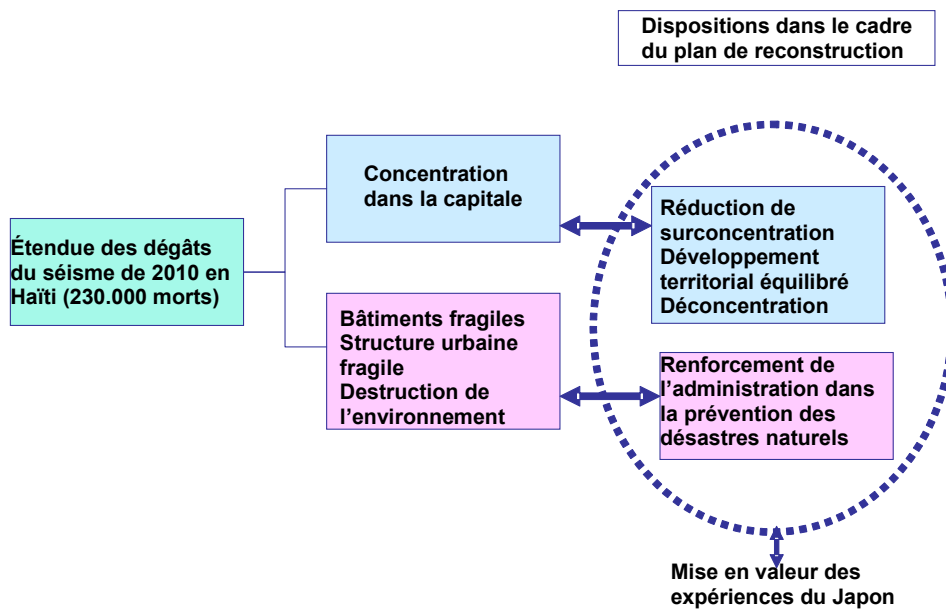 Dispositions dans le cadre
du plan de reconstruction
Concentration
dans la capitale
Étendue des dégâts
du séisme de 2010 en
Haïti (230.000 morts)
Réduction de
surconcentration
Développement
territorial équilibré
Déconcentration
Bâtiments fragiles
Structure urbaine
fragile
Destruction de
l’environnement
Renforcement de
l’administration dans
la prévention des
désastres naturels
Mise en valeur des
expériences du Japon